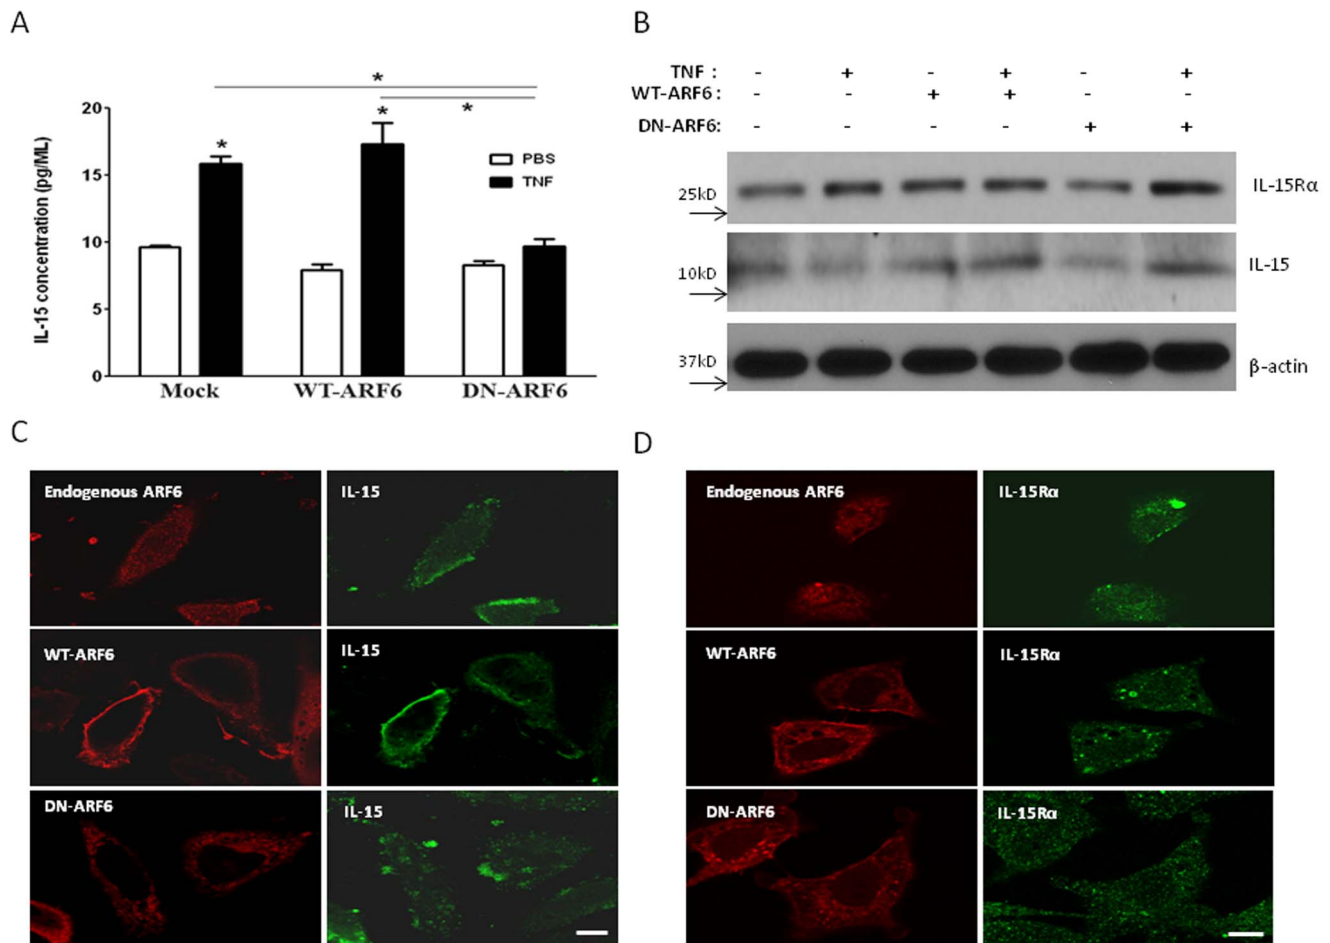 A
*
*
*
*
20
15
10
5
0
IL-15 concentration (pg/ML)
PBS
TNF
Mock WT-ARF6 DN-ARF6
B
TNF : - + - + - +
WT-ARF6 : - - + + - -
DN-ARF6: - - - - + +
25kD IL-15Rα
10kD IL-15
37kD β-actin
C
Endogenous ARF6 IL-15
WT-ARF6 IL-15
DN-ARF6 IL-15
D
Endogenous ARF6 IL-15Rα
WT-ARF6 IL-15Rα
DN-ARF6 IL-15Rα